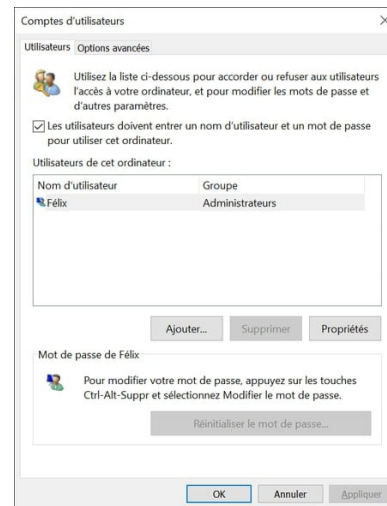 Comptes d'utilisateurs
Utilisateurs Options avancées
Utilisez la liste ci-dessous pour accorder ou refuser aux utilisateurs
l'accès à votre ordinateur, et pour modifier les mots de passe et
d'autres paramètres.
Les utilisateurs doivent entrer un nom d'utilisateur et un mot de passe
pour utiliser cet ordinateur.
Utilisateurs de cet ordinateur :
Nom d'utilisateur Groupe
Félix Administrateurs
Ajouter... Supprimer Propriétés
Mot de passe de Félix
Pour modifier votre mot de passe, appuyez sur les touches
Ctrl-Alt-Suppr et sélectionnez Modifier le mot de passe.
Réinitialiser le mot de passe...
OK Annuler Appliquer